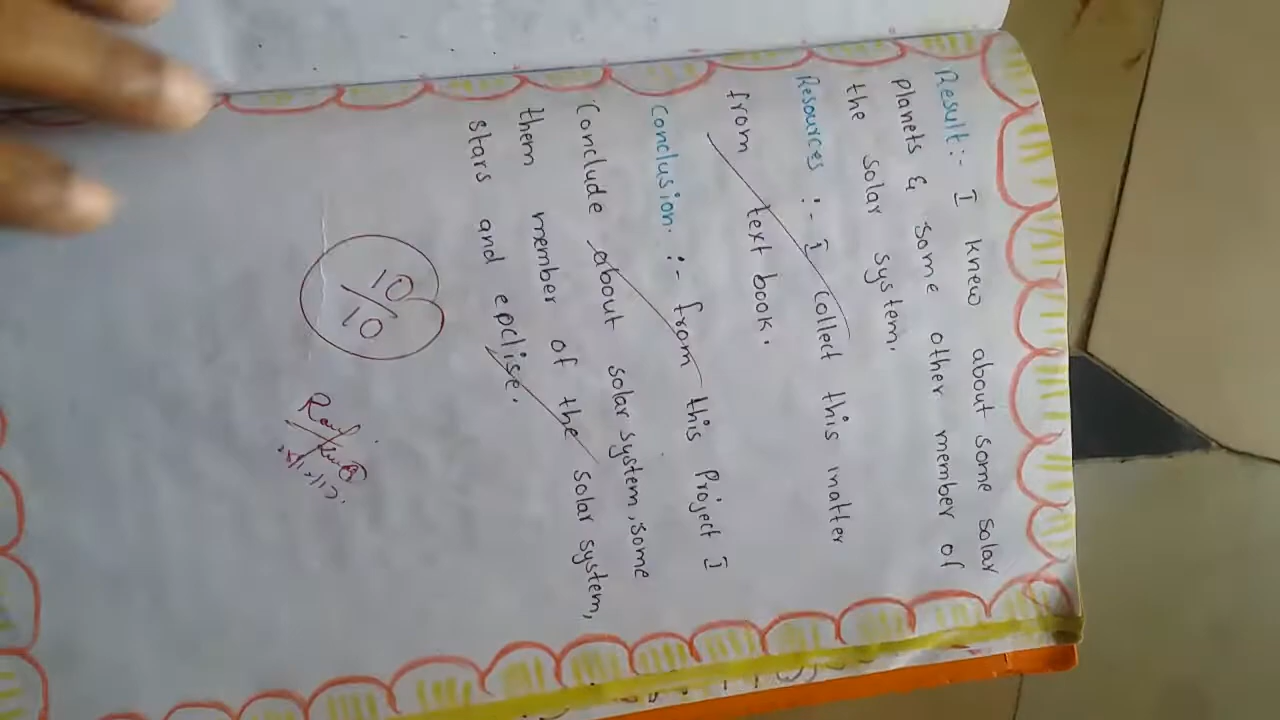 Result:- I knew about some solar
planets & some other member of
the solar system.
Resources :- I collect this matter
from text book.
Conclusion. :- from this Project I
Conclude about solar system, some
them member of the solar system,
stars and epclise.
10/10